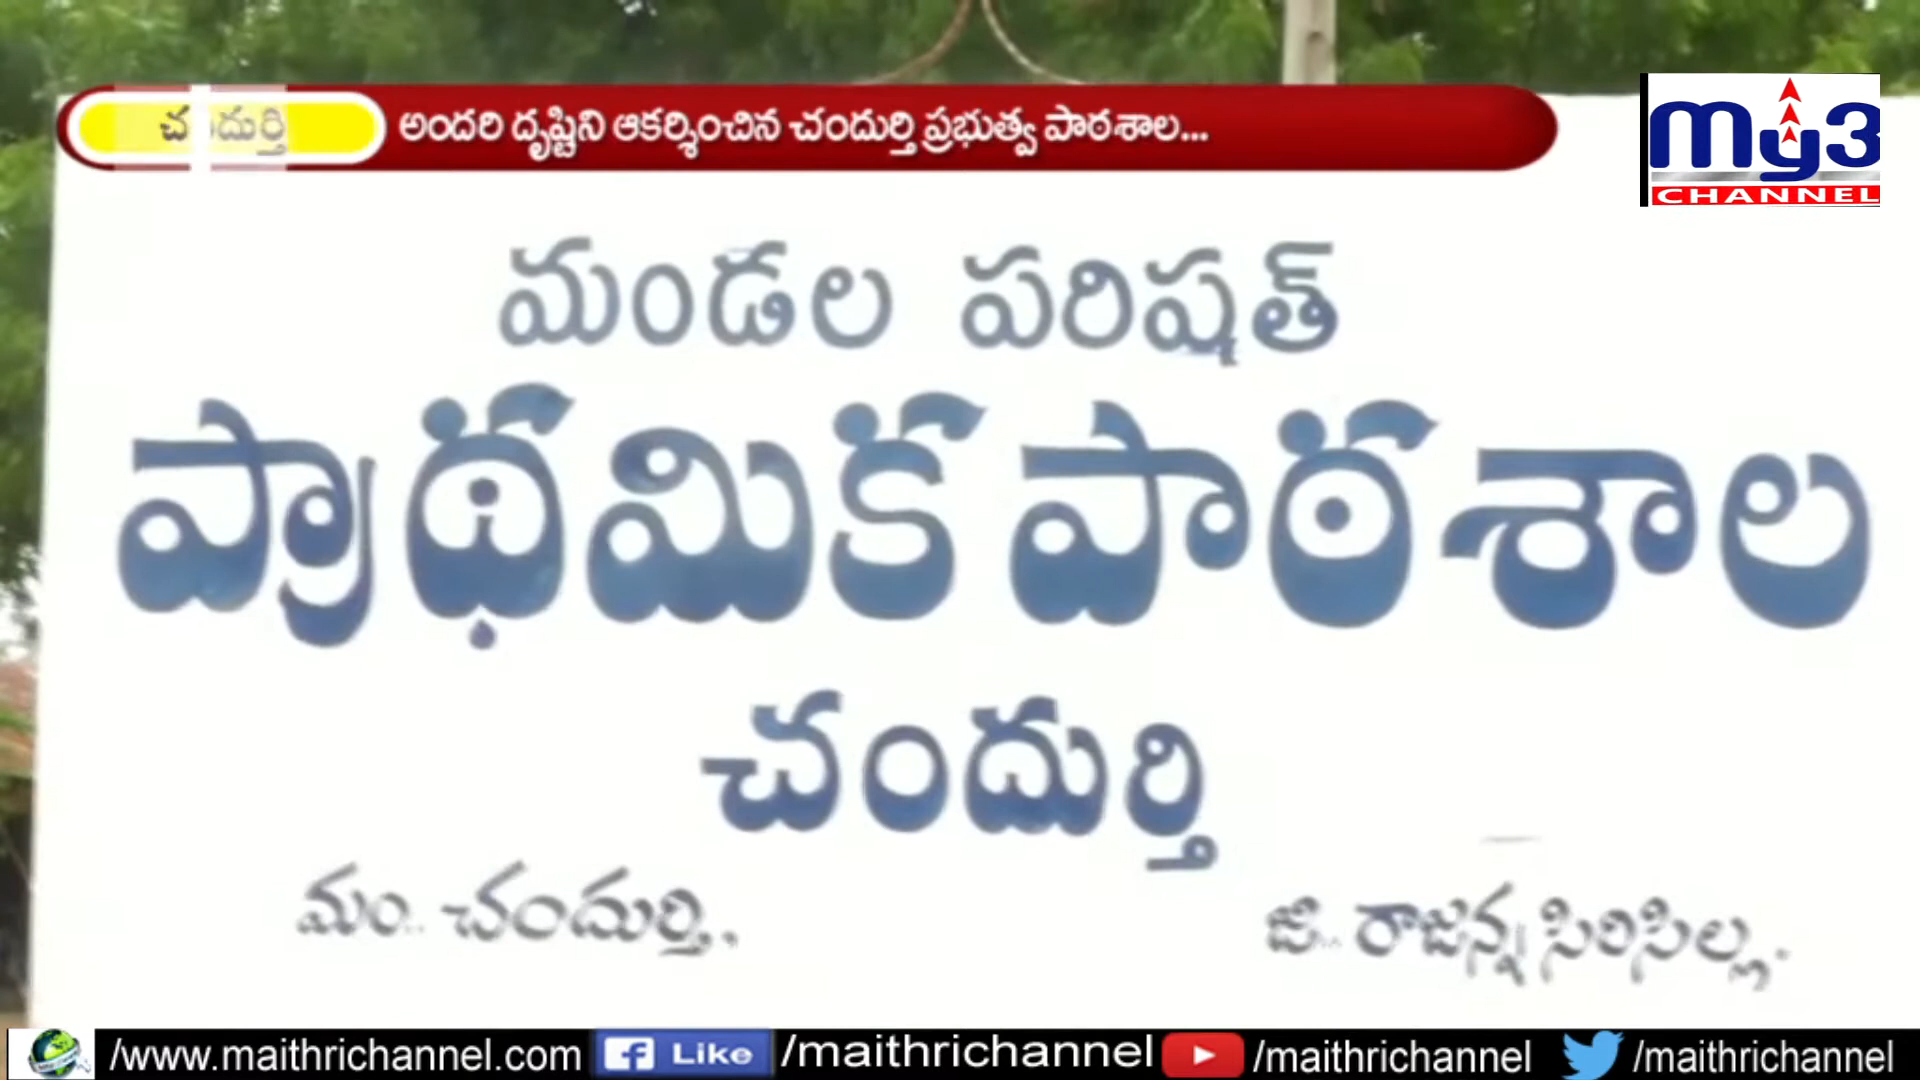 చందుర్తి
అందరి దృష్టిని ఆకర్శించిన చందుర్తి ప్రభుత్వ పాఠశాల...
my3
CHANNEL
మండల పరిషత్
ప్రాథమిక పాఠశాల
చందుర్తి
మం.. చందుర్తి,
జి.. రాజన్న సిరిసిల్ల.
/www.maithrichannel.com f Like /maithrichannel /maithrichannel /maithrichannel